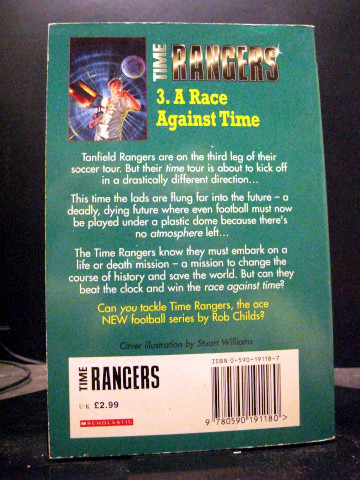 TIME RANGERS
3. A Race
Against Time
Tanfield Rangers are on the third leg of their
soccer tour. But their time tour is about to kick off
in a drastically different direction...
This time the lads are flung far into the future – a
deadly, dying future where even football must now
be played under a plastic dome because there's
no atmosphere left...
The Time Rangers know they must embark on a
life or death mission – a mission to change the
course of history and save the world. But can they
beat the clock and win the race against time?
Can you tackle Time Rangers, the ace
NEW football series by Rob Childs?
Cover illustration by Stuart Williams
TIME RANGERS
UK £2.99
SCHOLASTIC
ISBN 0-590-19118-7
9 780590 191180 >